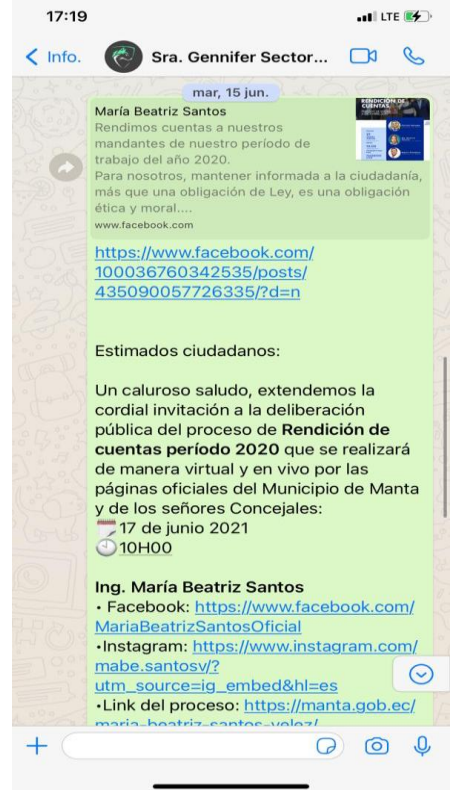 17:19
LTE
Info.
Sra. Gennifer Sector...
mar, 15 jun.
María Beatriz Santos
Rendimos cuentas a nuestros
mandantes de nuestro período de
trabajo del año 2020.
Para nosotros, mantener informada a la ciudadanía,
más que una obligación de Ley, es una obligación
ética y moral....
www.facebook.com
RENDICIÓN DE
CUENTAS
https://www.facebook.com/
100036760342535/posts/
435090057726335/?d=n
Estimados ciudadanos:
Un caluroso saludo, extendemos la
cordial invitación a la deliberación
pública del proceso de Rendición de
cuentas período 2020 que se realizará
de manera virtual y en vivo por las
páginas oficiales del Municipio de Manta
y de los señores Concejales:
🗓️ 17 de junio 2021
🕙 10H00
Ing. María Beatriz Santos
• Facebook: https://www.facebook.com/
MariaBeatrizSantosOficial
•Instagram: https://www.instagram.com/
mabe.santosv/?
utm_source=ig_embed&hl=es
•Link del proceso: https://manta.gob.ec/
maria-beatriz-santos-velez/